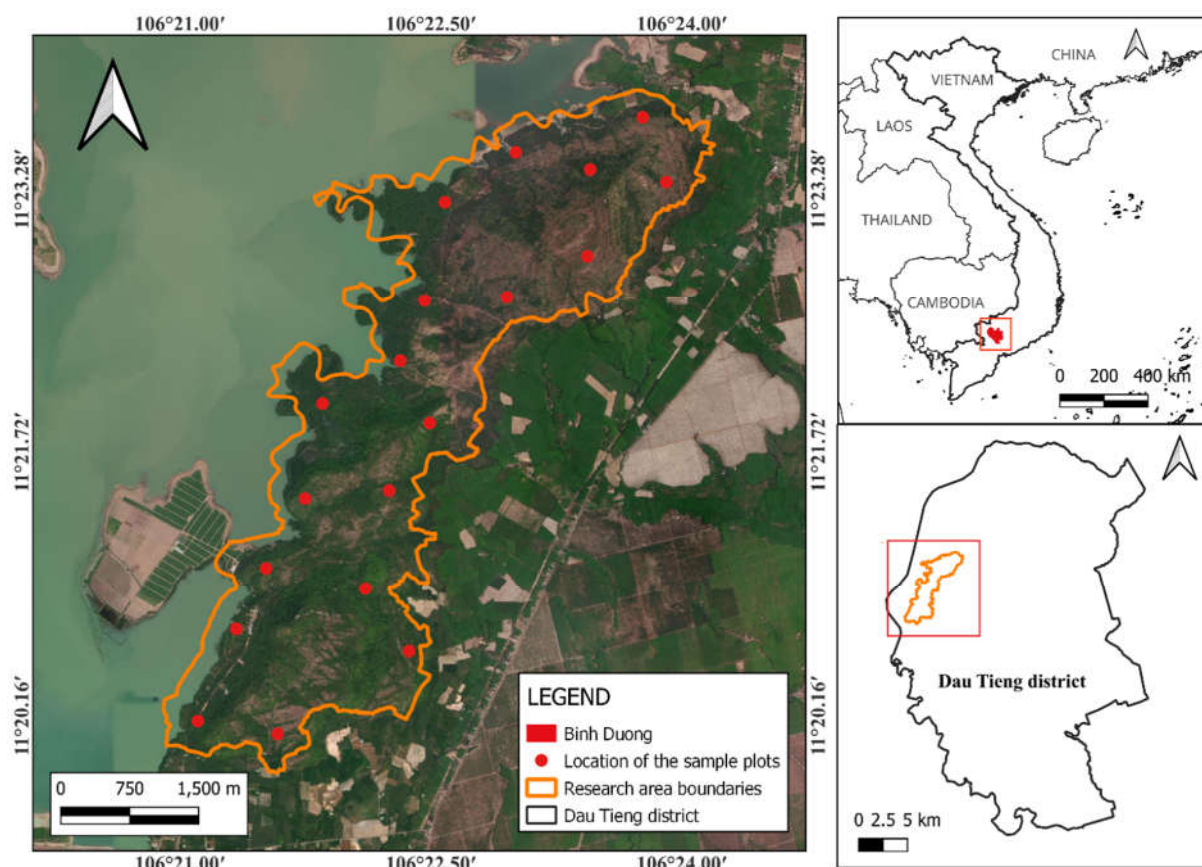 106°21.00′ 106°22.50′ 106°24.00′
11°23.28′ 11°23.28′
11°21.72′ 11°21.72′
11°20.16′ 11°20.16′
LEGEND
Binh Duong
Location of the sample plots
Research area boundaries
Dau Tieng district
0 750 1,500 m
106°21.00′ 106°22.50′ 106°24.00′
CHINA
VIETNAM
LAOS
THAILAND
CAMBODIA
0 200 400 km
Dau Tieng district
0 2.5 5 km